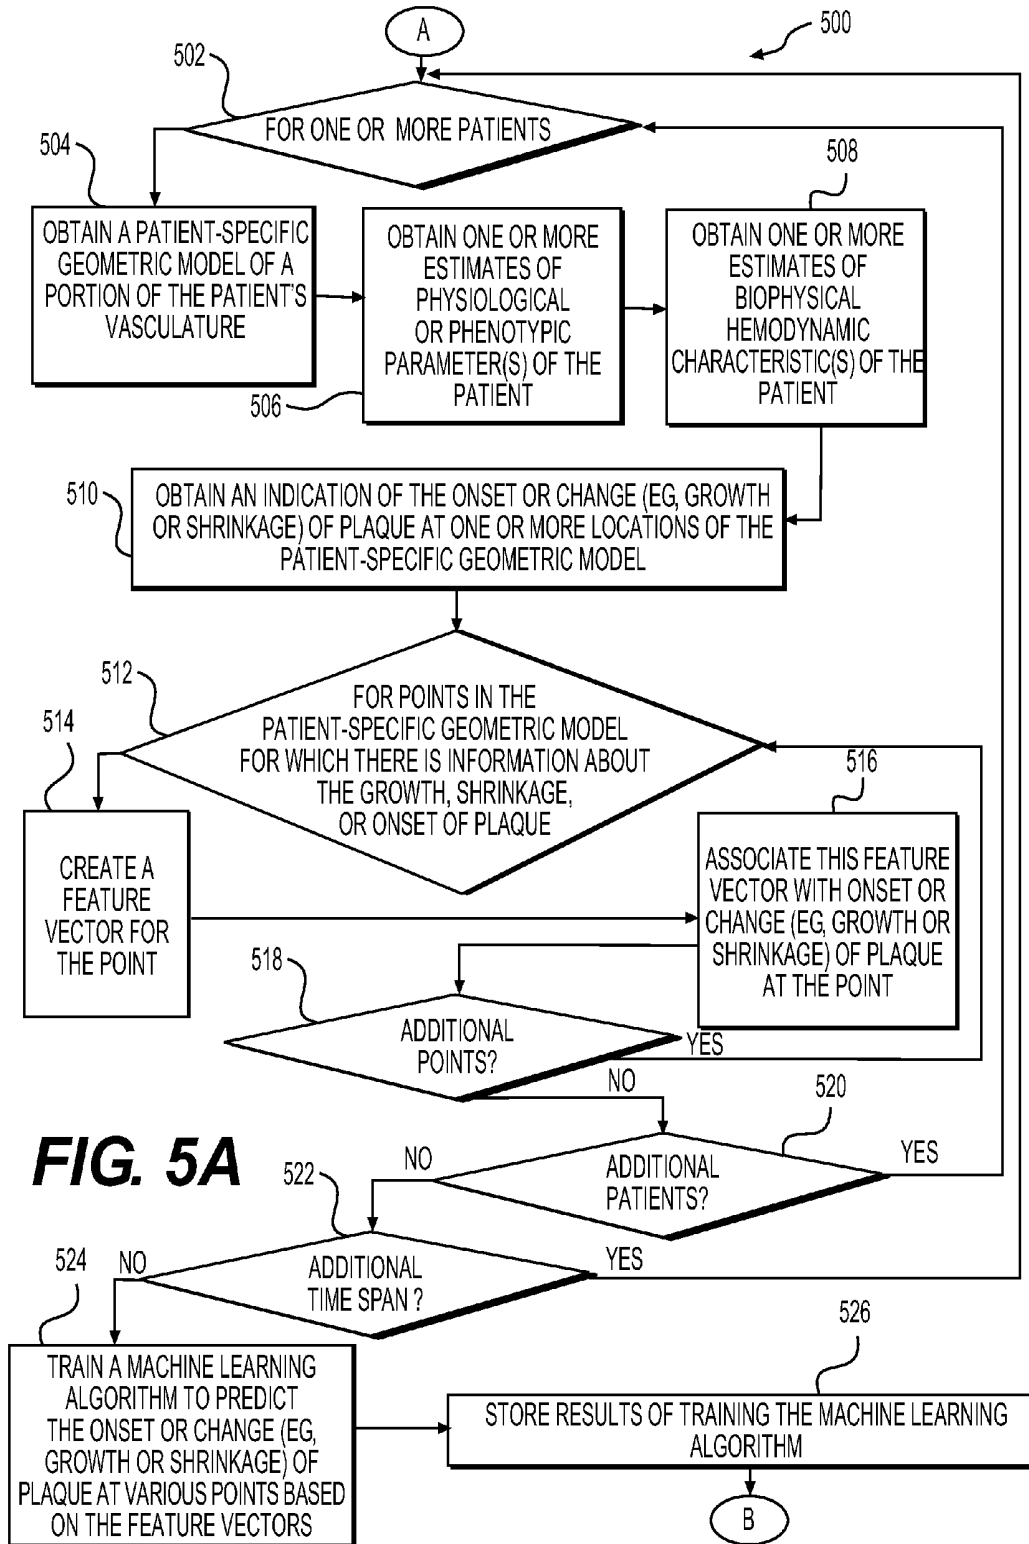 A
500
502
FOR ONE OR MORE PATIENTS
504
OBTAIN A PATIENT-SPECIFIC
GEOMETRIC MODEL OF A
PORTION OF THE PATIENT'S
VASCULATURE
506
OBTAIN ONE OR MORE
ESTIMATES OF
PHYSIOLOGICAL
OR PHENOTYPIC
PARAMETER(S) OF THE
PATIENT
508
OBTAIN ONE OR MORE
ESTIMATES OF
BIOPHYSICAL
HEMODYNAMIC
CHARACTERISTIC(S) OF THE
PATIENT
510
OBTAIN AN INDICATION OF THE ONSET OR CHANGE (EG, GROWTH
OR SHRINKAGE) OF PLAQUE AT ONE OR MORE LOCATIONS OF THE
PATIENT-SPECIFIC GEOMETRIC MODEL
512
FOR POINTS IN THE
PATIENT-SPECIFIC GEOMETRIC MODEL
FOR WHICH THERE IS INFORMATION ABOUT
THE GROWTH, SHRINKAGE,
OR ONSET OF PLAQUE
514
CREATE A
FEATURE
VECTOR FOR
THE POINT
516
ASSOCIATE THIS FEATURE
VECTOR WITH ONSET OR
CHANGE (EG, GROWTH OR
SHRINKAGE) OF PLAQUE
AT THE POINT
518
ADDITIONAL
POINTS?
YES
NO
520
ADDITIONAL
PATIENTS?
YES
NO
FIG. 5A
522
ADDITIONAL
TIME SPAN ?
YES
NO
524
TRAIN A MACHINE LEARNING
ALGORITHM TO PREDICT
THE ONSET OR CHANGE (EG,
GROWTH OR SHRINKAGE) OF
PLAQUE AT VARIOUS POINTS BASED
ON THE FEATURE VECTORS
526
STORE RESULTS OF TRAINING THE MACHINE LEARNING
ALGORITHM
B